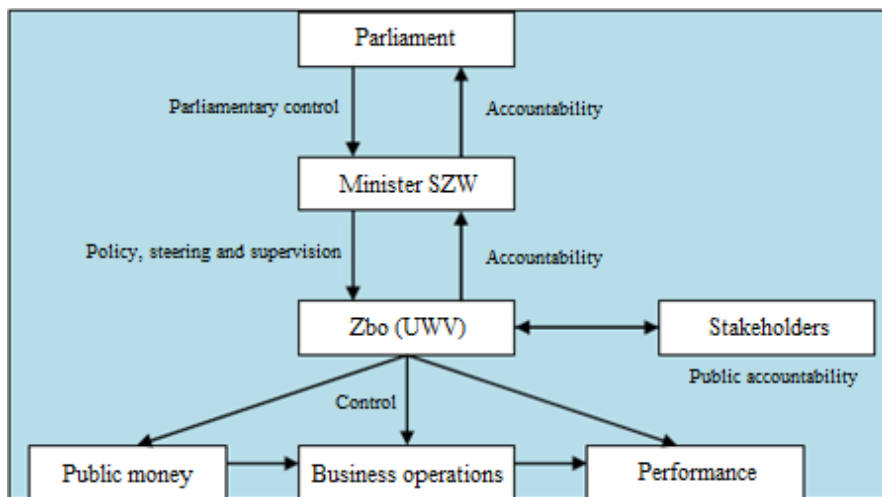 Parliament
Parliamentary control
Accountability
Minister SZW
Policy, steering and supervision
Accountability
Zbo (UWV)
Stakeholders
Public accountability
Control
Public money
Business operations
Performance